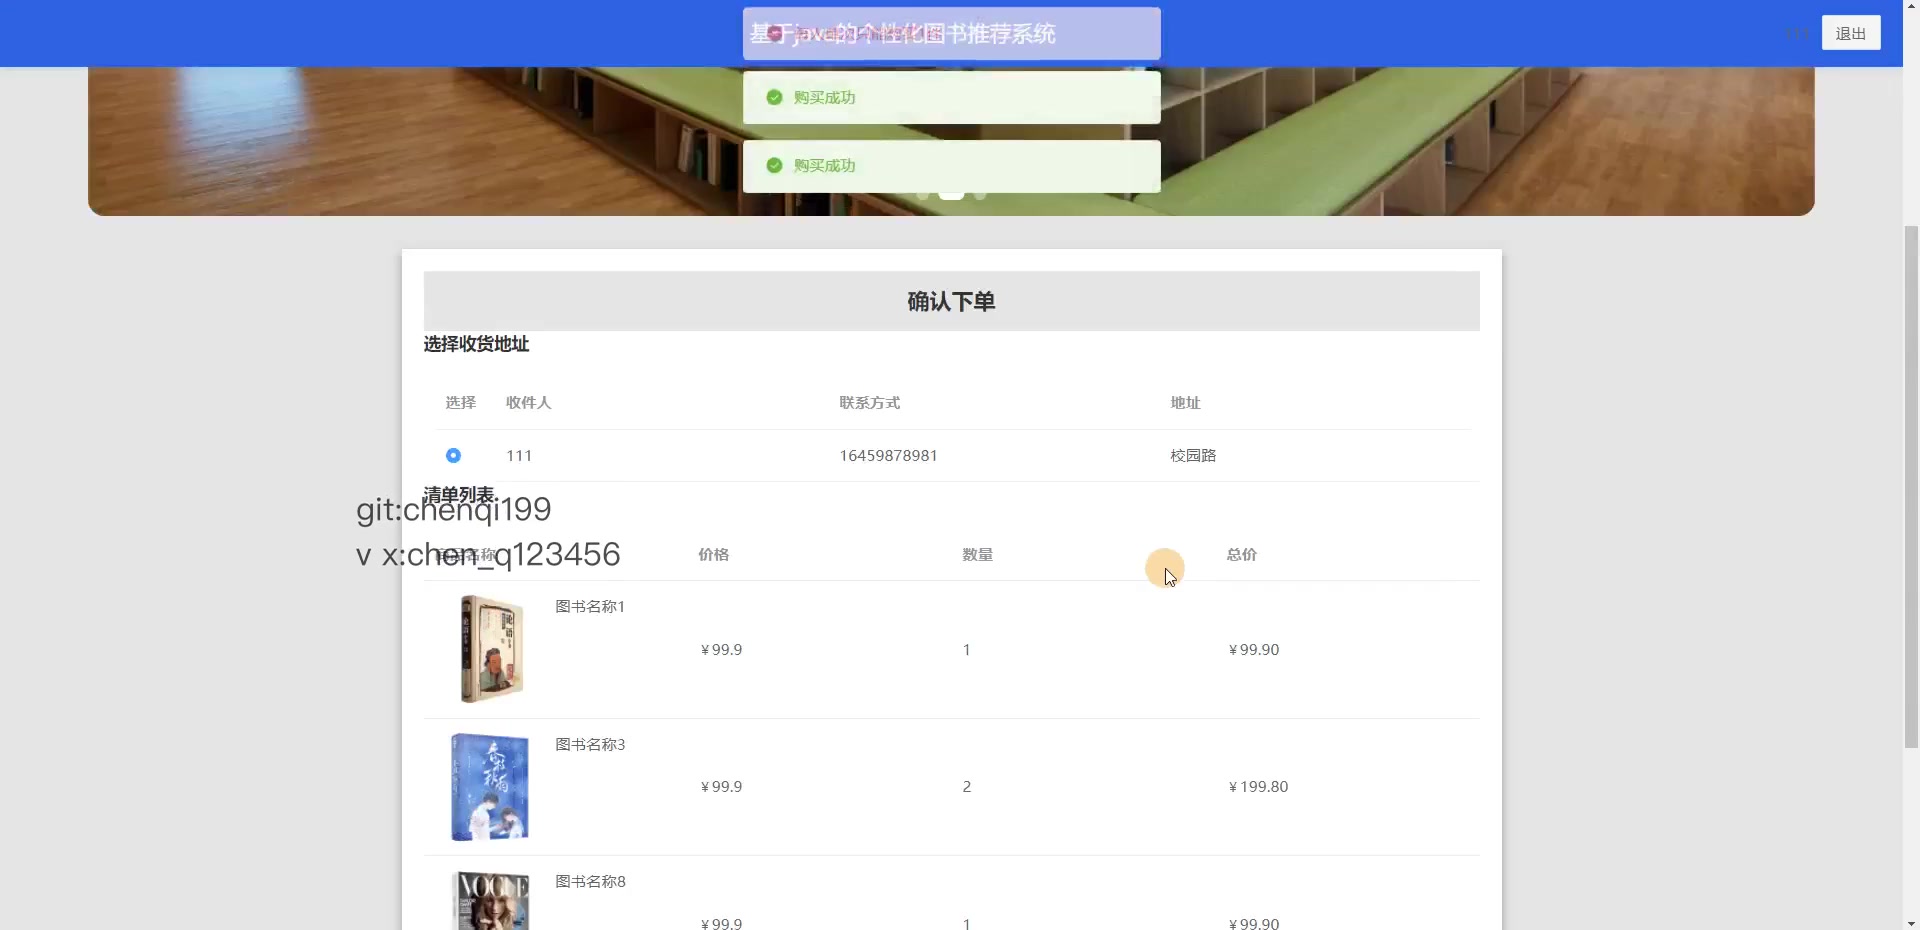 基于java的个性化图书推荐系统
退出
购买成功
购买成功
确认下单
选择收货地址
选择 收件人 联系方式 地址
111 16459878981 校园路
清单列表
git:chenqi199
v x:chen_q123456
商品名称 价格 数量 总价
图书名称1
￥99.9 1 ￥99.90
图书名称3
￥99.9 2 ￥199.80
图书名称8
VOGUE
￥99.9 1 ￥99.90